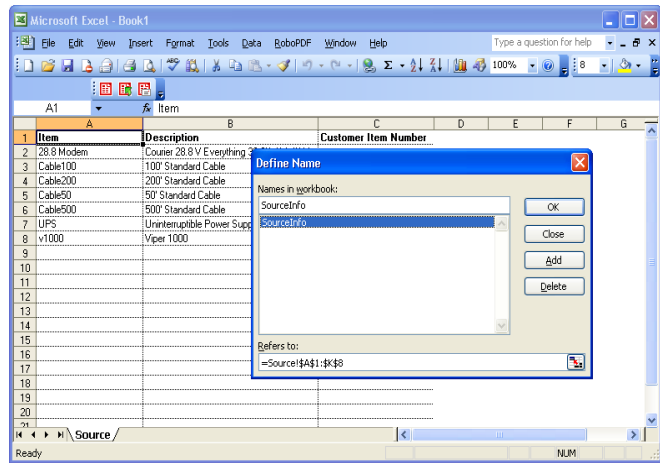 Microsoft Excel - Book1
File Edit View Insert Format Tools Data RoboPDF Window Help Type a question for help
100% 8
A1 fx Item
A B C D E F G
1 Item Description Customer Item Number
2 28.8 Modem Courier 28.8 V Everything
3 Cable100 100' Standard Cable
4 Cable200 200' Standard Cable
5 Cable50 50' Standard Cable
6 Cable500 500' Standard Cable
7 UPS Uninterruptible Power Supp
8 v1000 Viper 1000
9
10
11
12
13
14
15
16
17
18
19
20
21
Define Name
Names in workbook:
SourceInfo
SourceInfo
OK
Close
Add
Delete
Refers to:
=Source!$A$1:$K$8
Source
Ready NUM